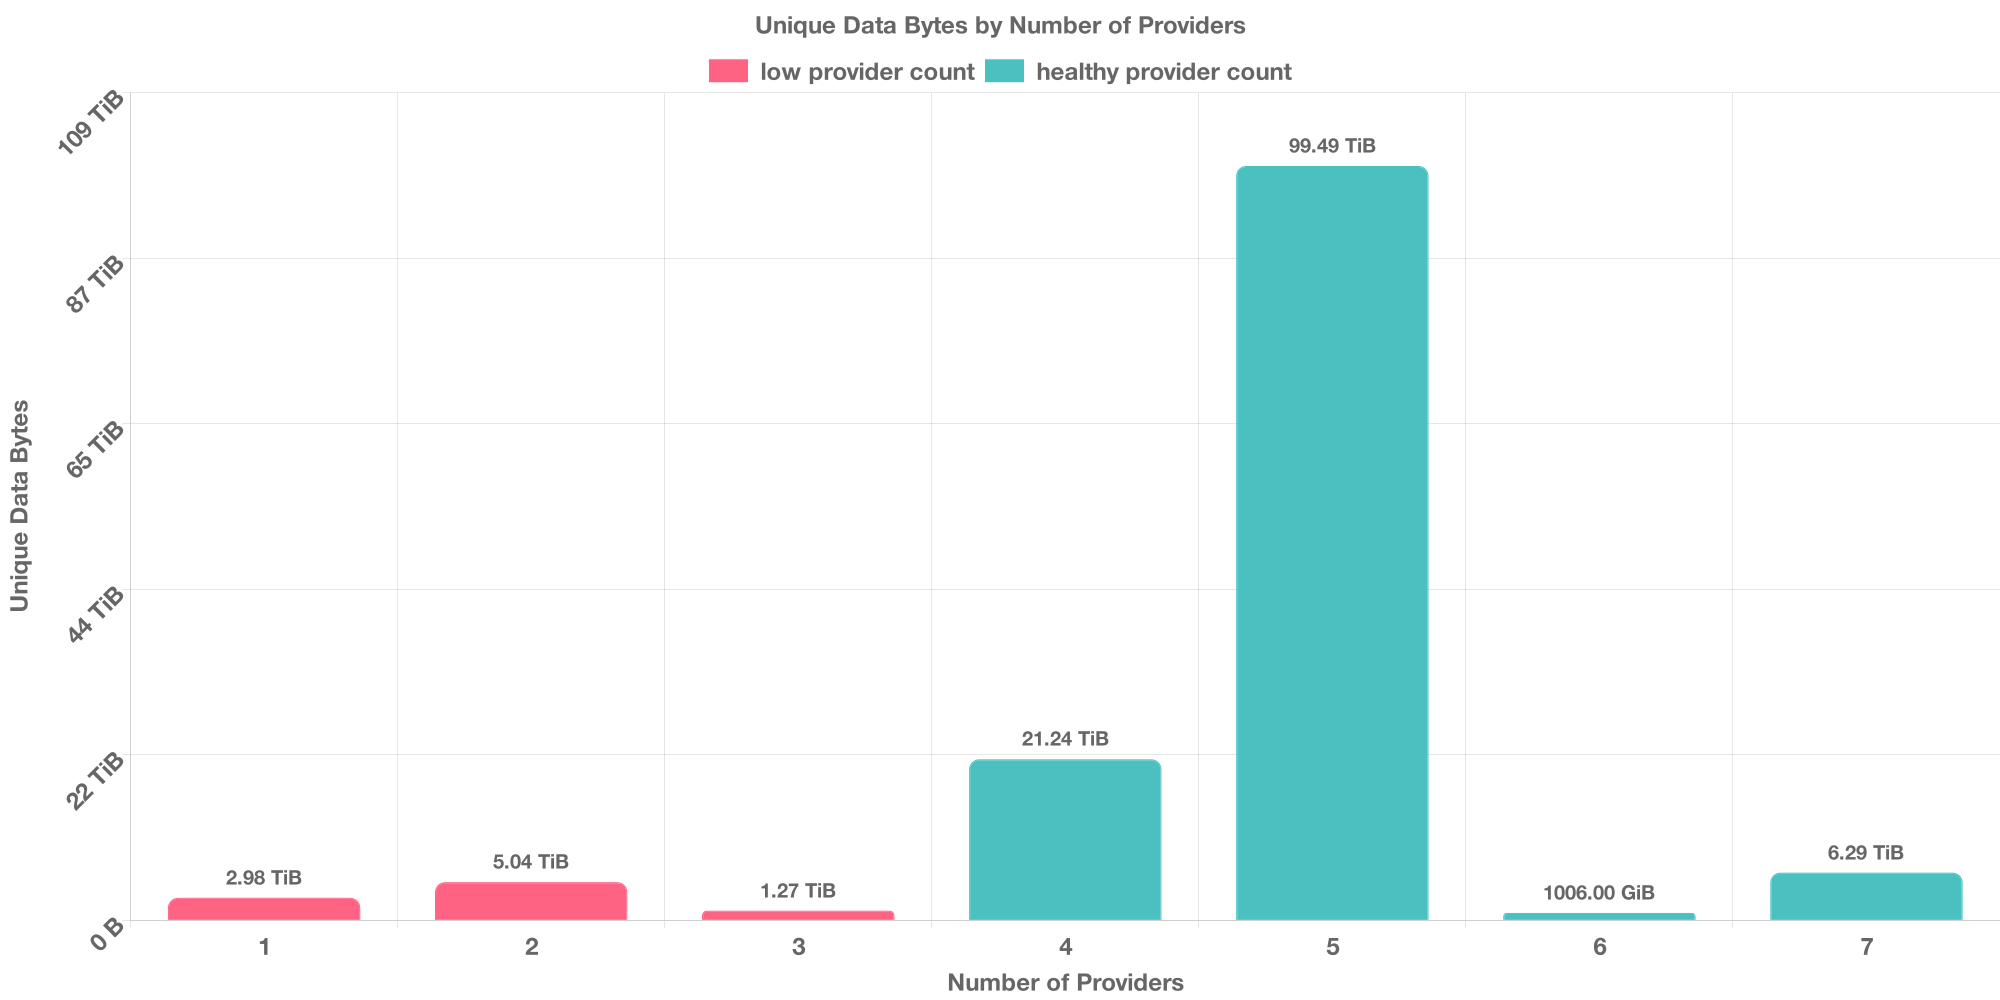 Unique Data Bytes by Number of Providers
low provider count healthy provider count
109 TiB
87 TiB
65 TiB
44 TiB
22 TiB
0 B
Unique Data Bytes
2.98 TiB
5.04 TiB
1.27 TiB
21.24 TiB
99.49 TiB
1006.00 GiB
6.29 TiB
1 2 3 4 5 6 7
Number of Providers